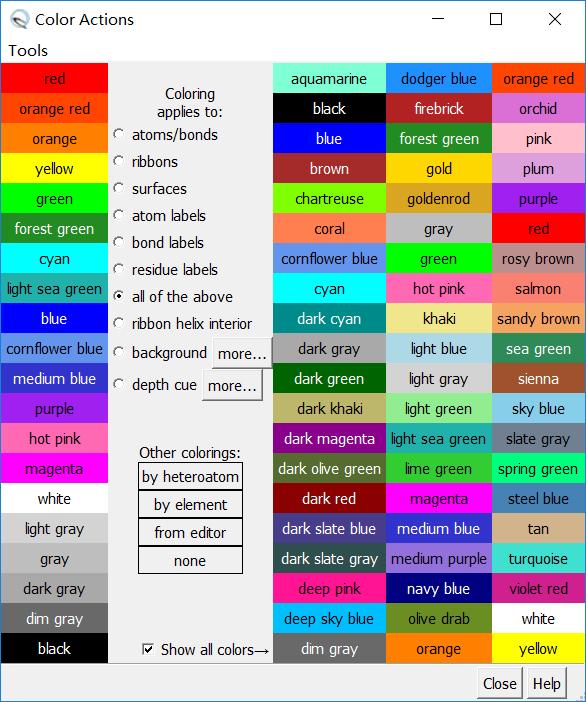 Color Actions
Tools
red
orange red
orange
yellow
green
forest green
cyan
light sea green
blue
cornflower blue
medium blue
purple
hot pink
magenta
white
light gray
gray
dark gray
dim gray
black
Coloring
applies to:
atoms/bonds
ribbons
surfaces
atom labels
bond labels
residue labels
all of the above
ribbon helix interior
background more...
depth cue more...
Other colorings:
by heteroatom
by element
from editor
none
Show all colors→
aquamarine
black
blue
brown
chartreuse
coral
cornflower blue
cyan
dark cyan
dark gray
dark green
dark khaki
dark magenta
dark olive green
dark red
dark slate blue
dark slate gray
deep pink
deep sky blue
dim gray
dodger blue
firebrick
forest green
gold
goldenrod
gray
green
hot pink
khaki
light blue
light gray
light green
light sea green
lime green
magenta
medium blue
medium purple
navy blue
olive drab
orange
orange red
orchid
pink
plum
purple
red
rosy brown
salmon
sandy brown
sea green
sienna
sky blue
slate gray
spring green
steel blue
tan
turquoise
violet red
white
yellow
Close Help